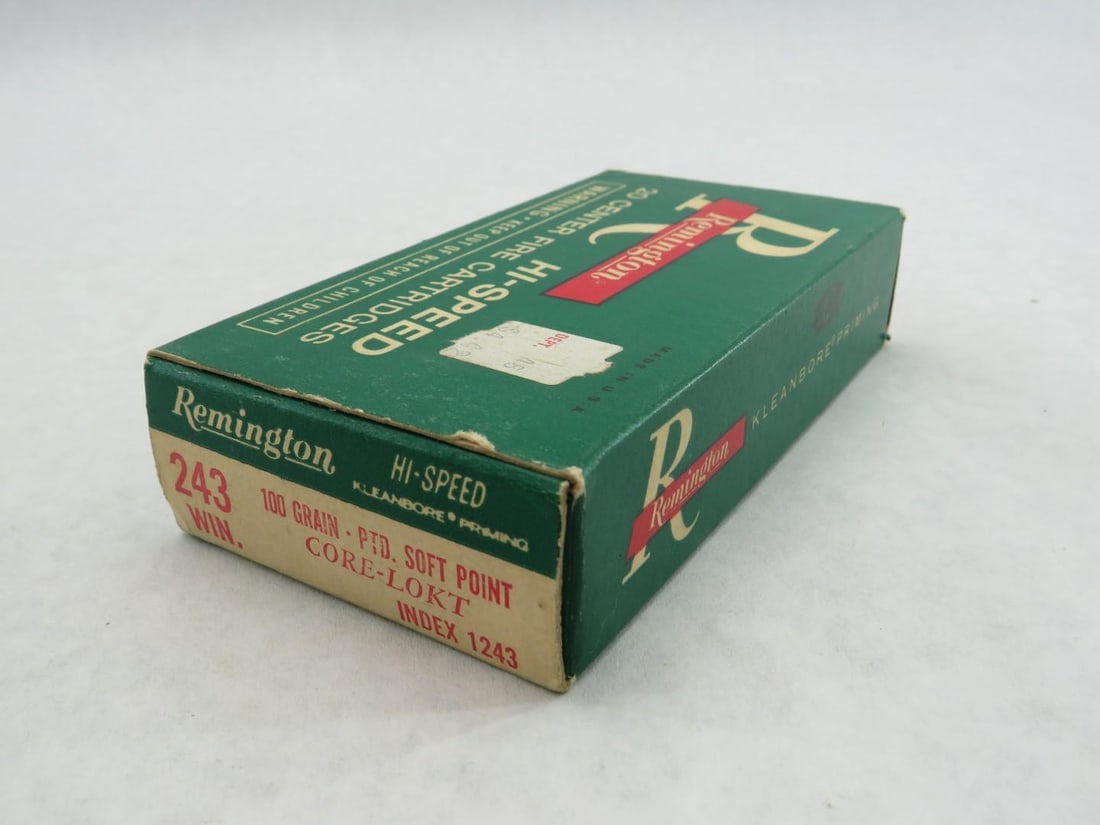 R
Remington
20 CENTER FIRE CARTRIDGES
HI-SPEED
WARNING · KEEP OUT OF REACH OF CHILDREN
DEPT.
MADE IN U.S.A.
Remington
HI-SPEED
KLEANBORE® PRIMING
243
WIN.
100 GRAIN · PTD. SOFT POINT
CORE-LOKT
INDEX 1243
R
Remington
KLEANBORE® PRIMING